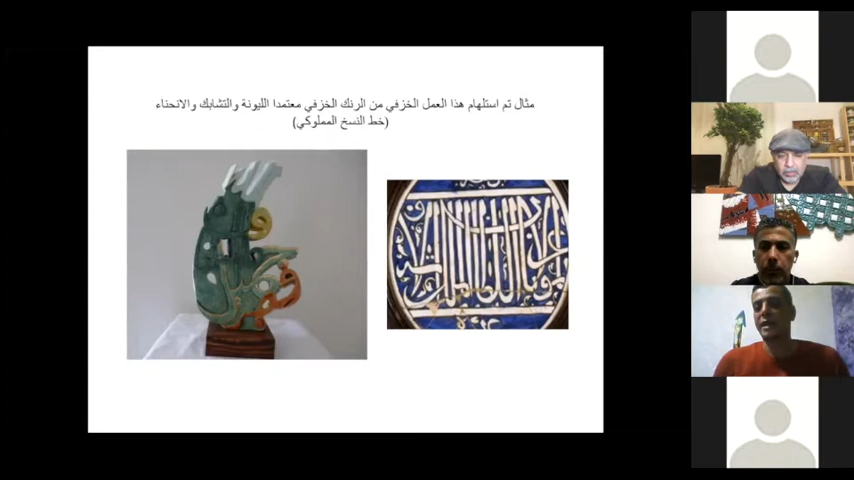 مثال تم استلهام هذا العمل الخزفي من الرنك الخزفي معتمدا الليونة والتشابك والانحناء
(خط النسخ المملوكي)